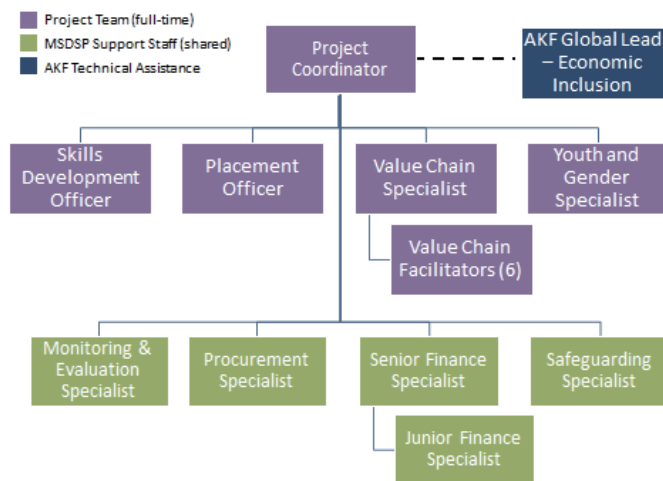 Project Team (full-time)
MSDSP Support Staff (shared)
AKF Technical Assistance
Project
Coordinator
AKF Global Lead
– Economic
Inclusion
Skills
Development
Officer
Placement
Officer
Value Chain
Specialist
Youth and
Gender
Specialist
Value Chain
Facilitators (6)
Monitoring &
Evaluation
Specialist
Procurement
Specialist
Senior Finance
Specialist
Safeguarding
Specialist
Junior Finance
Specialist